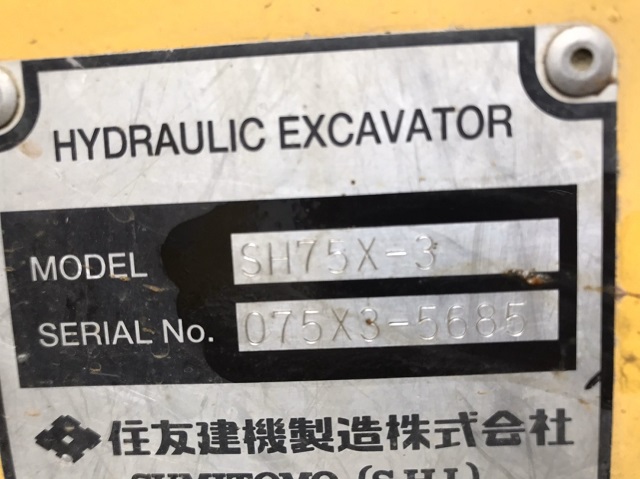 HYDRAULIC EXCAVATOR
MODEL SH75X-3
SERIAL No. 075X3-5685
住友建機製造株式会社
SUMITOMO (S.H.I.)